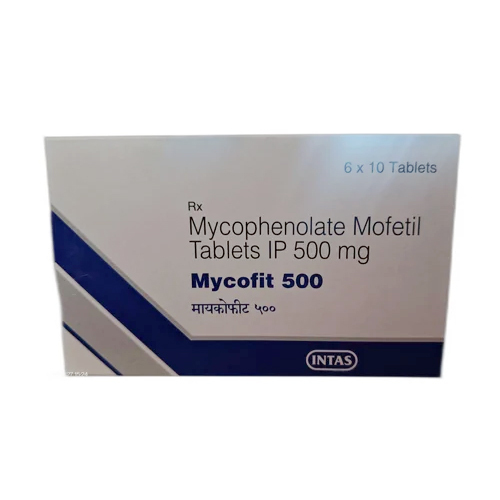 6 x 10 Tablets
Rx
Mycophenolate Mofetil
Tablets IP 500 mg
Mycofit 500
मायकोफीट ५००
INTAS